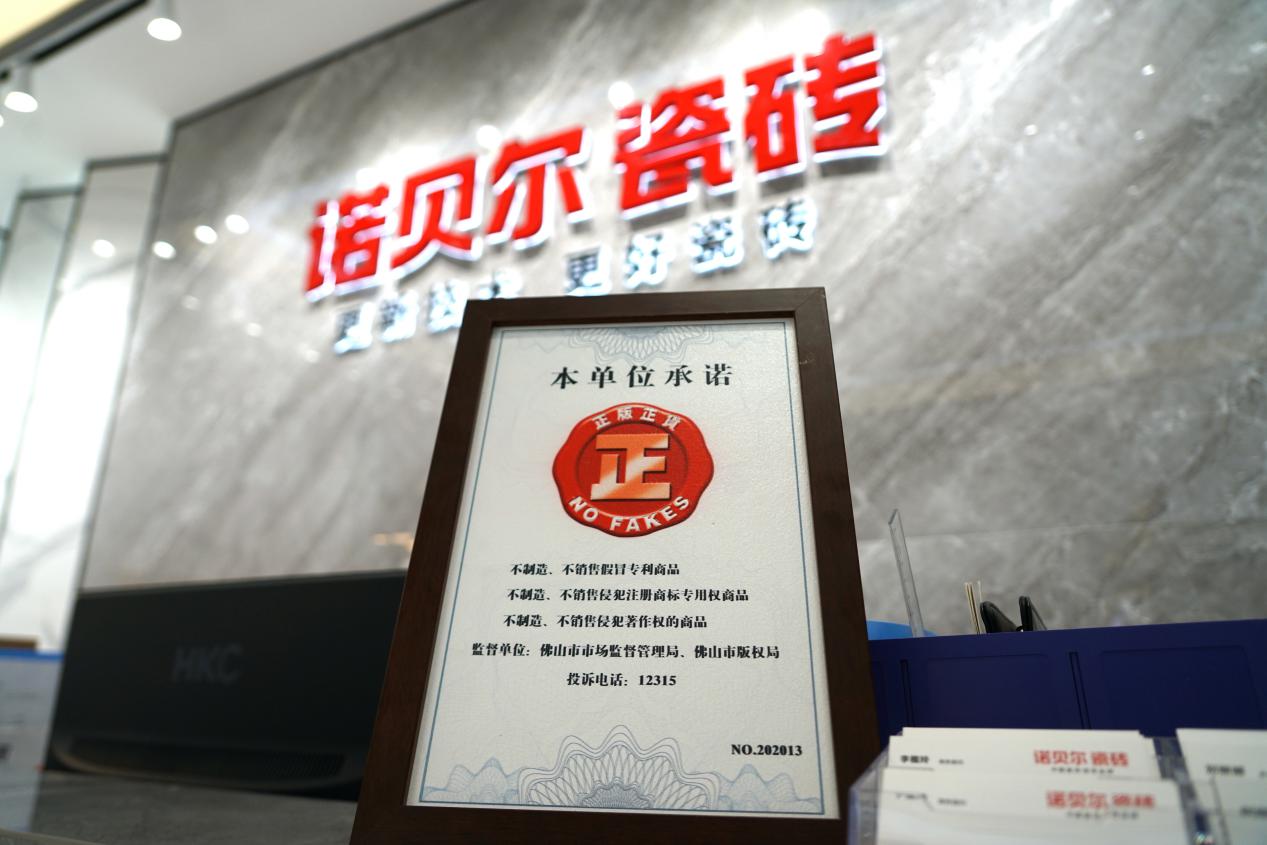 诺贝尔 瓷砖
更好瓷砖
本单位承诺
正版正货
正
NO FAKES
不制造、不销售假冒专利商品
不制造、不销售侵犯注册商标专用权商品
不制造、不销售侵犯著作权的商品
监督单位：佛山市市场监督管理局、佛山市版权局
投诉电话：12315
NO.202013
HKC
诺贝尔 瓷砖
诺贝尔 瓷砖